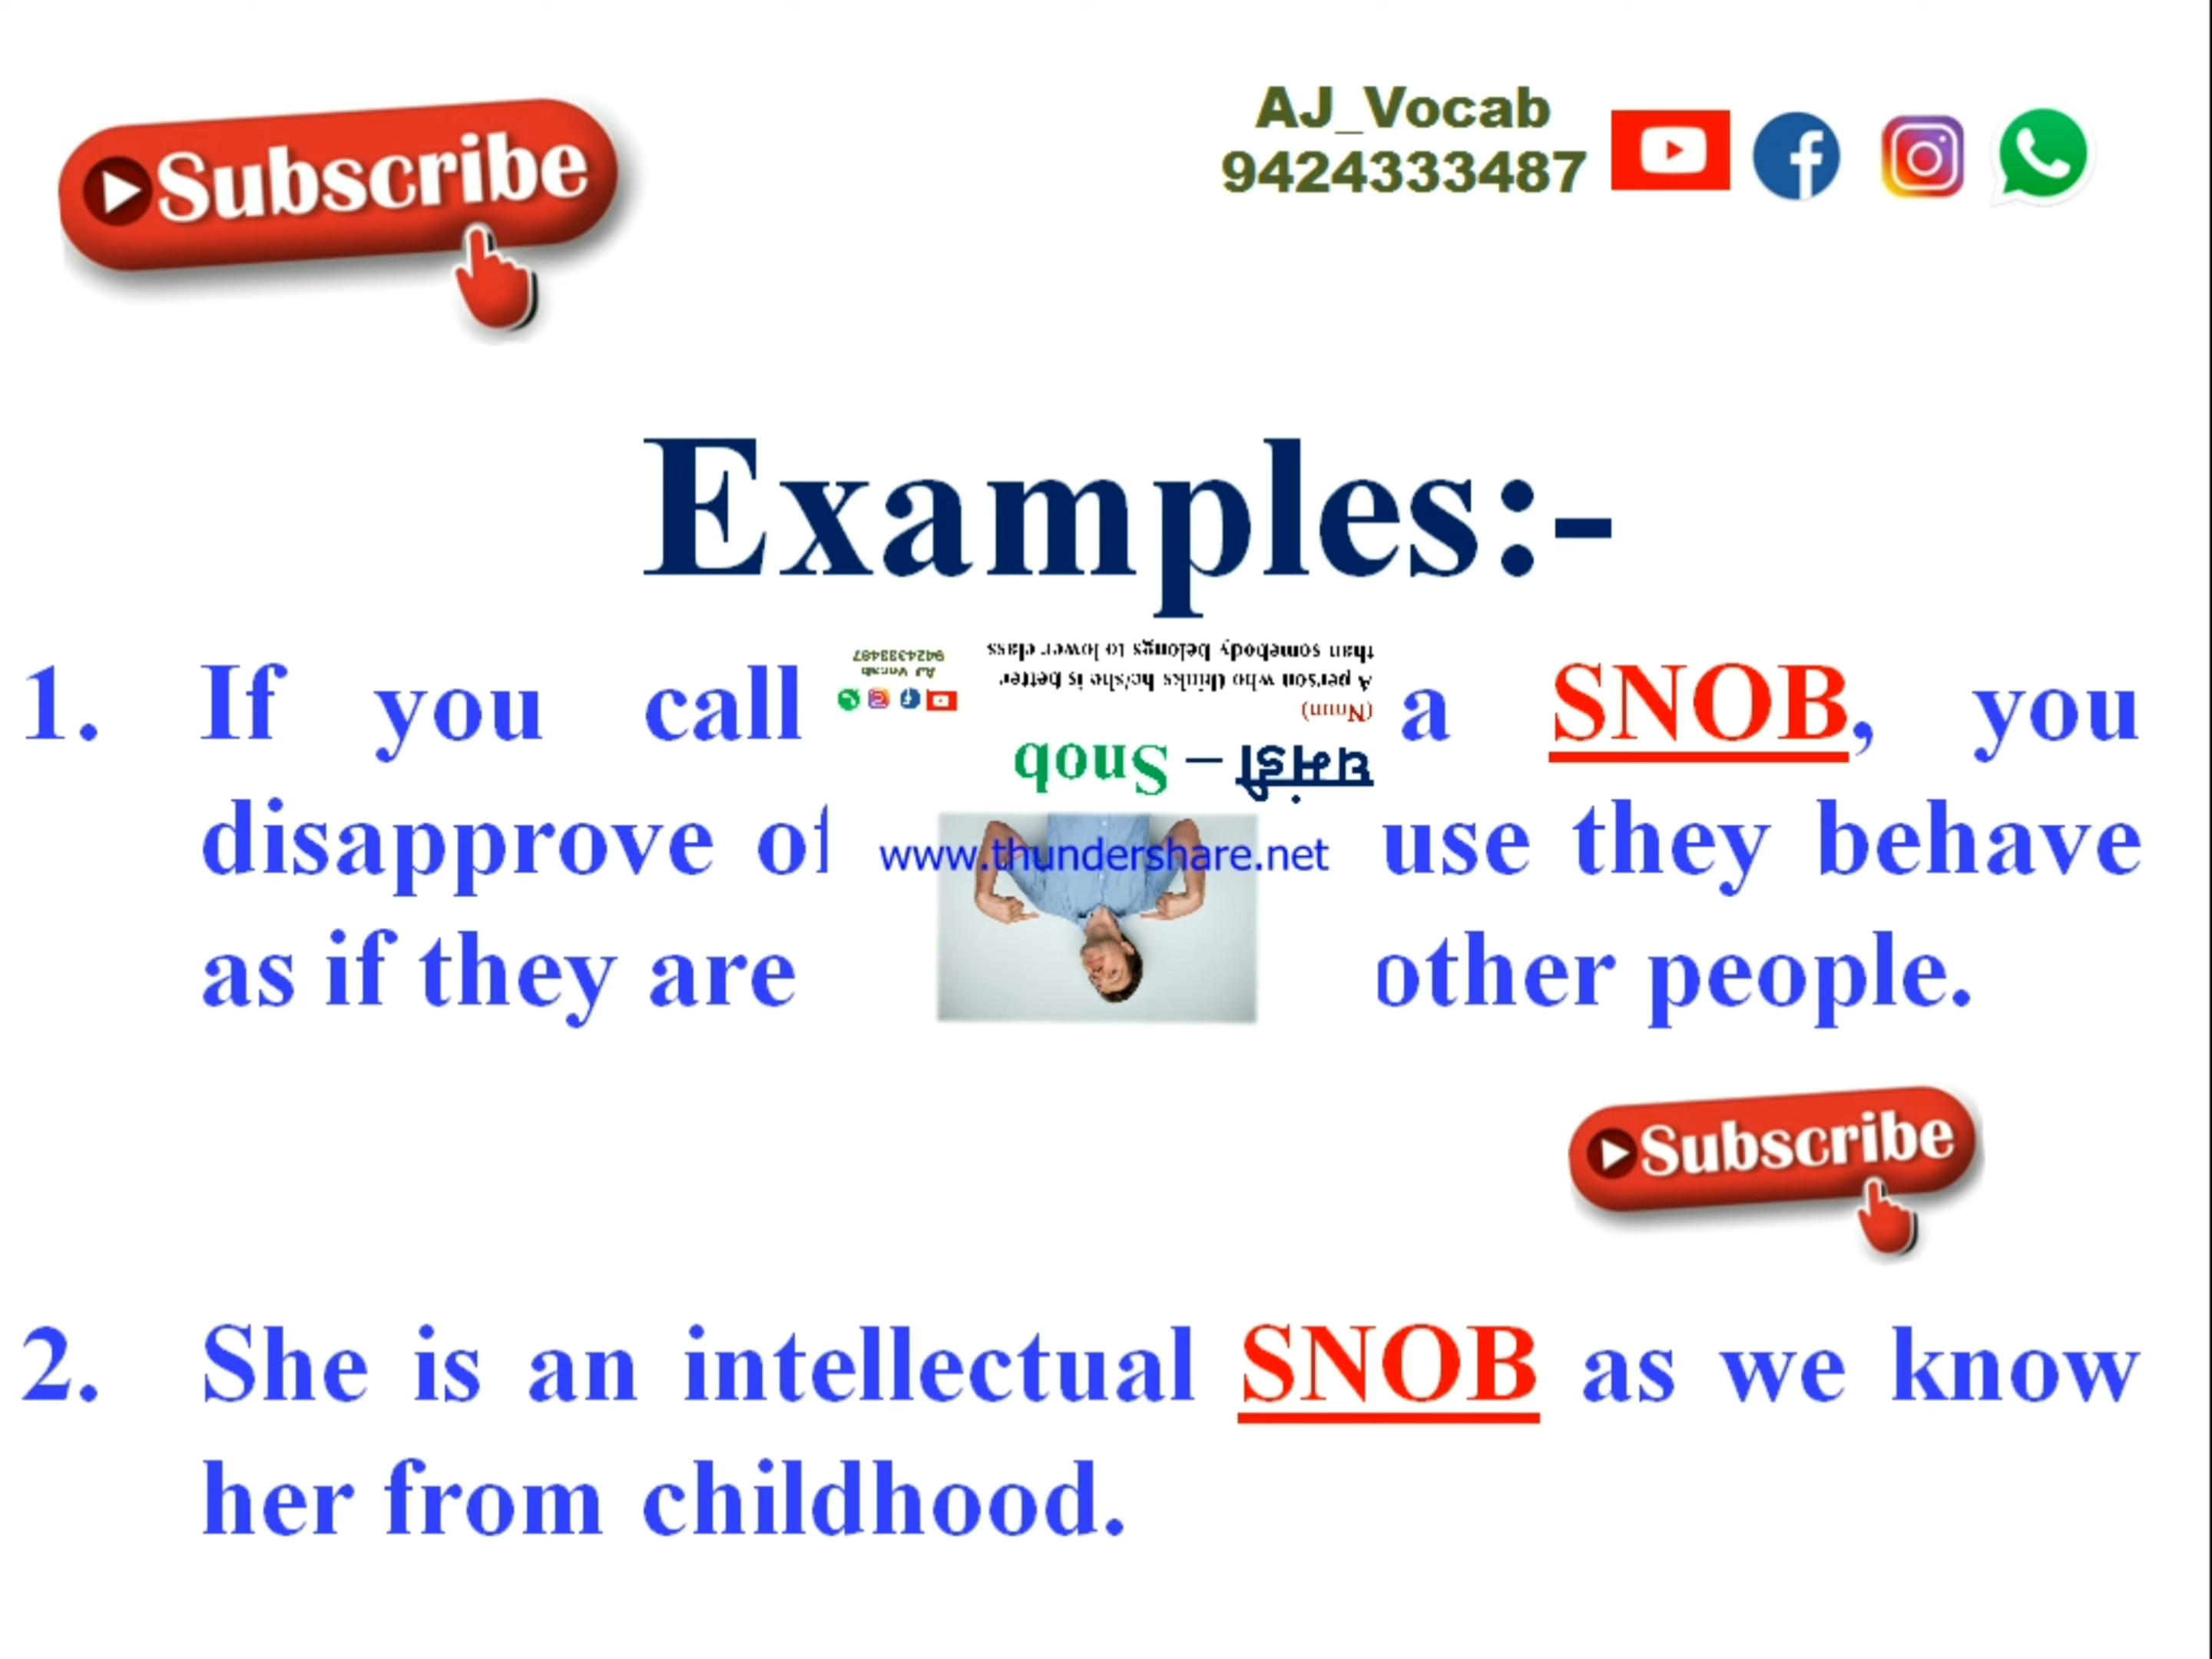 Subscribe
AJ_Vocab
9424333487
Examples:-
1. If you call a SNOB, you
disapprove of use they behave
as if they are other people.
घमंडी – Snob
(Noun)
A person who thinks he/she is better
than somebody belongs to lower class
AJ Vocab
9424333487
www.thundershare.net
Subscribe
2. She is an intellectual SNOB as we know
her from childhood.